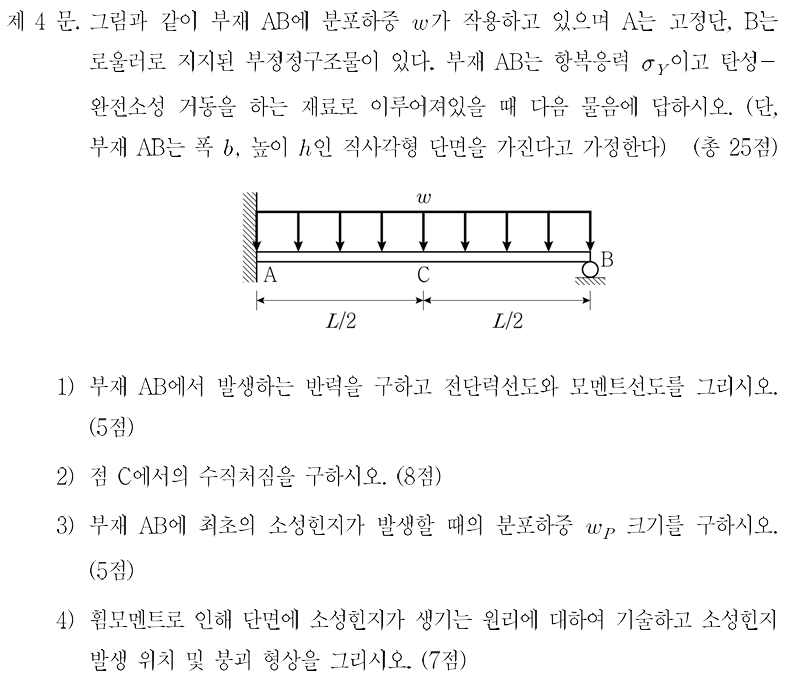 제 4 문. 그림과 같이 부재 AB에 분포하중 w가 작용하고 있으며 A는 고정단, B는
로울러로 지지된 부정정구조물이 있다. 부재 AB는 항복응력 σ_Y이고 탄성-
완전소성 거동을 하는 재료로 이루어져있을 때 다음 물음에 답하시오. (단,
부재 AB는 폭 b, 높이 h인 직사각형 단면을 가진다고 가정한다) (총 25점)
w
A C B
L/2 L/2
1) 부재 AB에서 발생하는 반력을 구하고 전단력선도와 모멘트선도를 그리시오.
(5점)
2) 점 C에서의 수직처짐을 구하시오. (8점)
3) 부재 AB에 최초의 소성힌지가 발생할 때의 분포하중 w_P 크기를 구하시오.
(5점)
4) 휨모멘트로 인해 단면에 소성힌지가 생기는 원리에 대하여 기술하고 소성힌지
발생 위치 및 붕괴 형상을 그리시오. (7점)